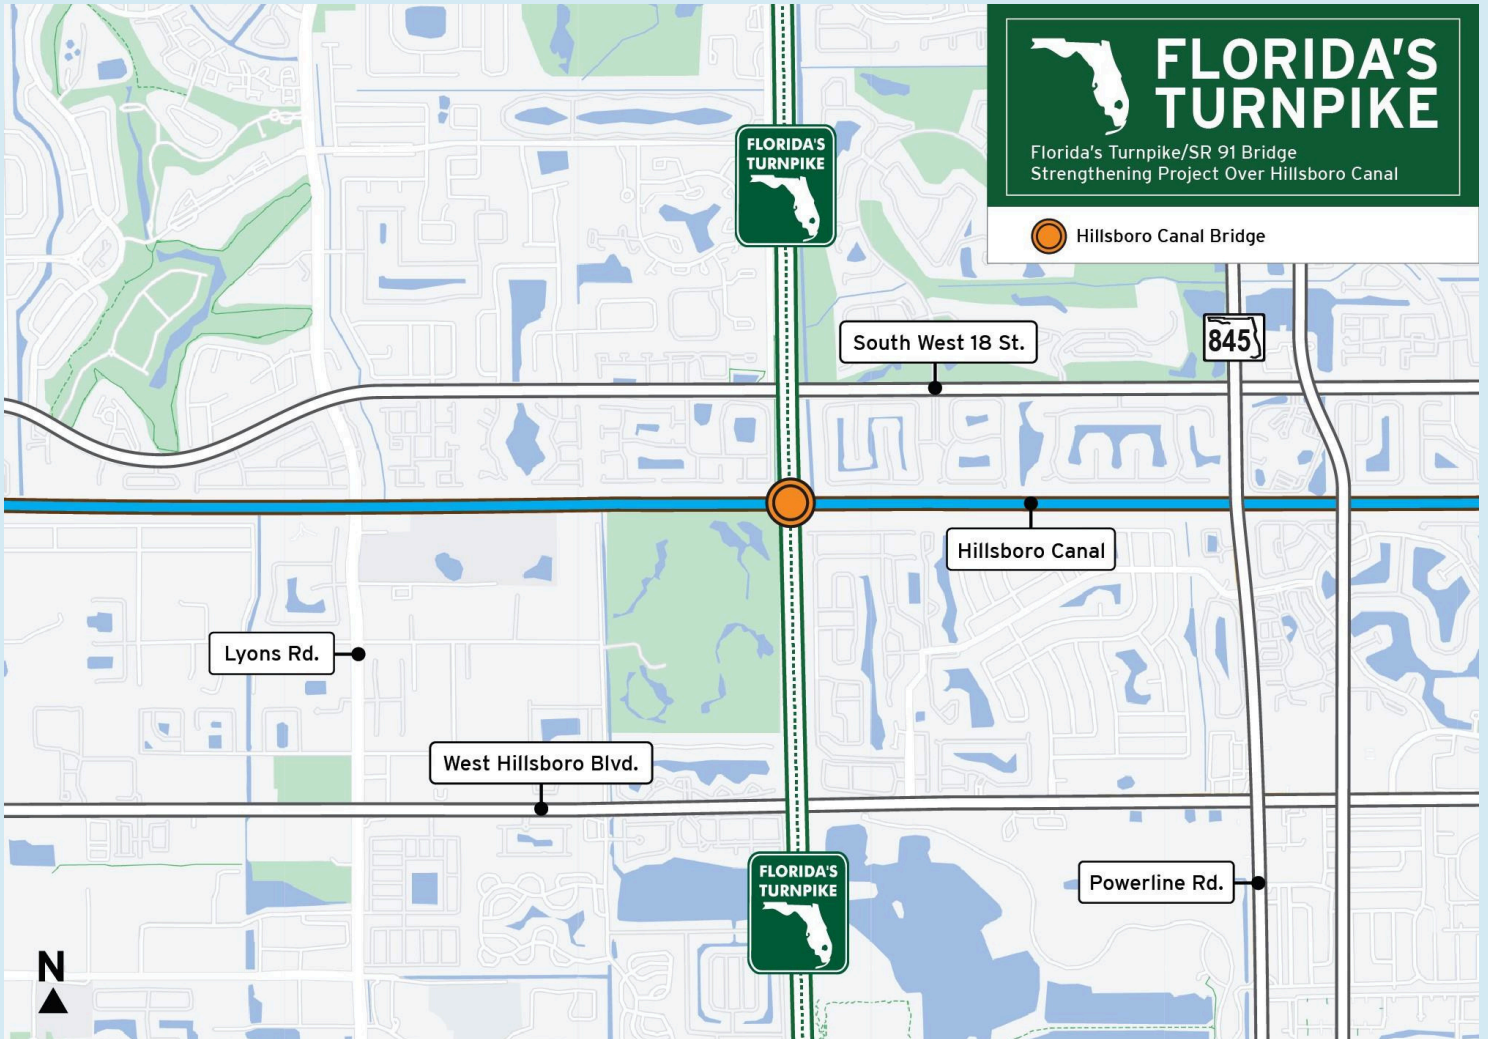 FLORIDA'S
TURNPIKE
Florida's Turnpike/SR 91 Bridge
Strengthening Project Over Hillsboro Canal
Hillsboro Canal Bridge
FLORIDA'S
TURNPIKE
South West 18 St.
845
Hillsboro Canal
Lyons Rd.
West Hillsboro Blvd.
FLORIDA'S
TURNPIKE
Powerline Rd.
N